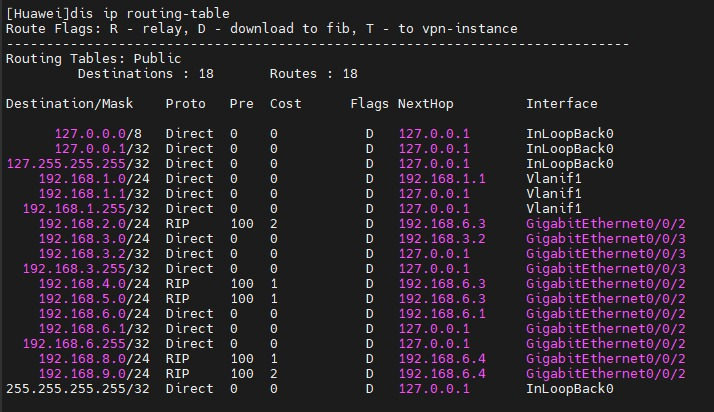 [Huawei]dis ip routing-table
Route Flags: R - relay, D - download to fib, T - to vpn-instance
------------------------------------------------------------------------------
Routing Tables: Public
         Destinations : 18       Routes : 18

Destination/Mask    Proto   Pre  Cost      Flags NextHop         Interface

      127.0.0.0/8   Direct  0    0           D   127.0.0.1       InLoopBack0
      127.0.0.1/32  Direct  0    0           D   127.0.0.1       InLoopBack0
127.255.255.255/32  Direct  0    0           D   127.0.0.1       InLoopBack0
    192.168.1.0/24  Direct  0    0           D   192.168.1.1     Vlanif1
    192.168.1.1/32  Direct  0    0           D   127.0.0.1       Vlanif1
  192.168.1.255/32  Direct  0    0           D   127.0.0.1       Vlanif1
    192.168.2.0/24  RIP     100  2           D   192.168.6.3     GigabitEthernet0/0/2
    192.168.3.0/24  Direct  0    0           D   192.168.3.2     GigabitEthernet0/0/3
    192.168.3.2/32  Direct  0    0           D   127.0.0.1       GigabitEthernet0/0/3
  192.168.3.255/32  Direct  0    0           D   127.0.0.1       GigabitEthernet0/0/3
    192.168.4.0/24  RIP     100  1           D   192.168.6.3     GigabitEthernet0/0/2
    192.168.5.0/24  RIP     100  1           D   192.168.6.3     GigabitEthernet0/0/2
    192.168.6.0/24  Direct  0    0           D   192.168.6.1     GigabitEthernet0/0/2
    192.168.6.1/32  Direct  0    0           D   127.0.0.1       GigabitEthernet0/0/2
  192.168.6.255/32  Direct  0    0           D   127.0.0.1       GigabitEthernet0/0/2
    192.168.8.0/24  RIP     100  1           D   192.168.6.4     GigabitEthernet0/0/2
    192.168.9.0/24  RIP     100  2           D   192.168.6.4     GigabitEthernet0/0/2
255.255.255.255/32  Direct  0    0           D   127.0.0.1       InLoopBack0